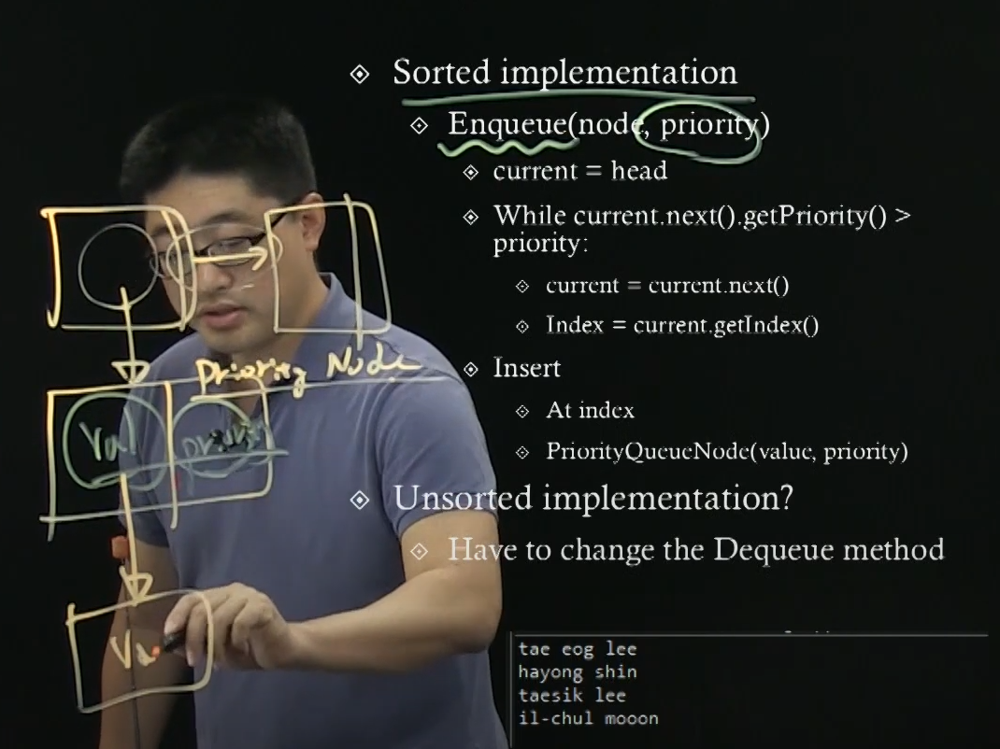 Sorted implementation
Enqueue(node, priority)
current = head
While current.next().getPriority() >
priority:
current = current.next()
Index = current.getIndex()
Insert
At index
PriorityQueueNode(value, priority)
Unsorted implementation?
Have to change the Dequeue method
Priority Node
Val
Va
tae eog lee
hayong shin
taesik lee
il-chul mooon